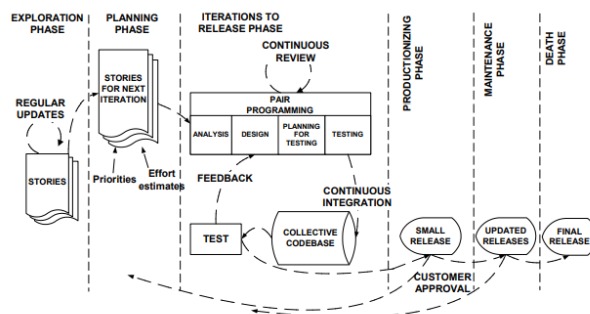 EXPLORATION
PHASE
PLANNING
PHASE
ITERATIONS TO
RELEASE PHASE
PRODUCTIONIZING
PHASE
MAINTENANCE
PHASE
DEATH
PHASE
REGULAR
UPDATES
STORIES
STORIES
FOR NEXT
ITERATION
Priorities
Effort
estimates
CONTINUOUS
REVIEW
PAIR
PROGRAMMING
ANALYSIS
DESIGN
PLANNING
FOR
TESTING
TESTING
FEEDBACK
CONTINUOUS
INTEGRATION
TEST
COLLECTIVE
CODEBASE
SMALL
RELEASE
UPDATED
RELEASES
FINAL
RELEASE
CUSTOMER
APPROVAL